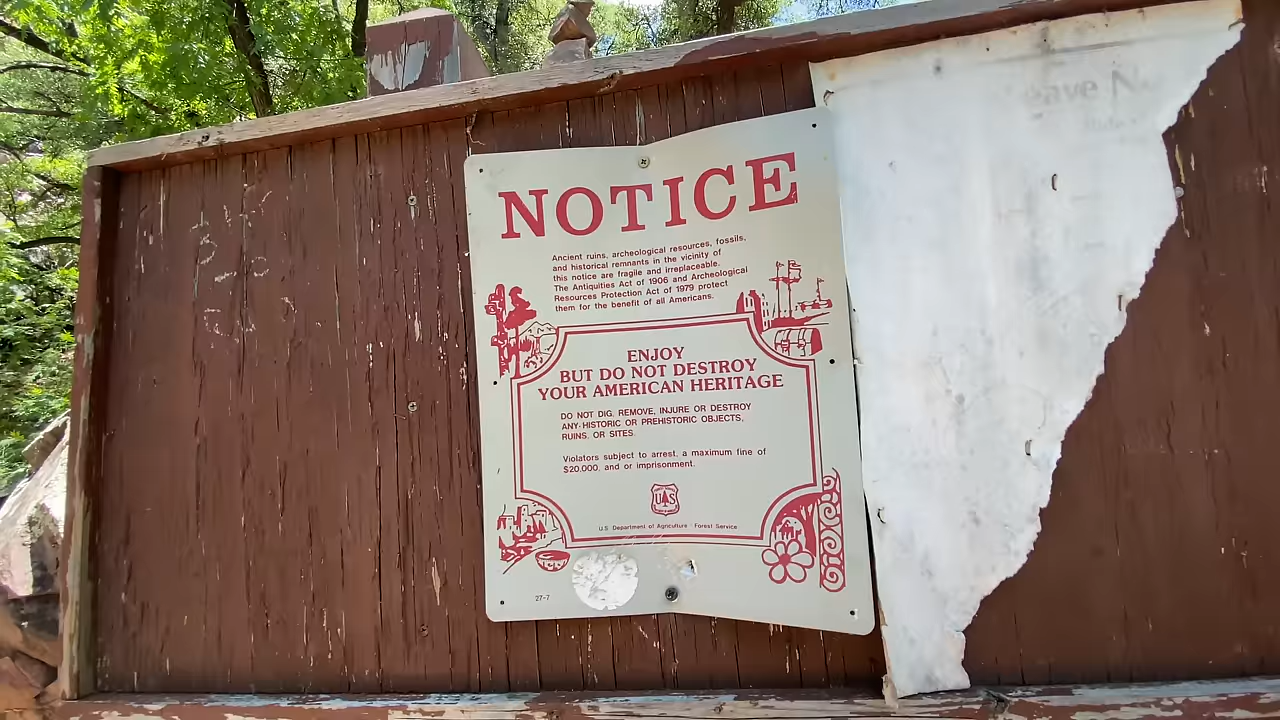 NOTICE
Ancient ruins, archeological resources, fossils,
and historical remnants in the vicinity of
this notice are fragile and irreplaceable.
The Antiquities Act of 1906 and Archeological
Resources Protection Act of 1979 protect
them for the benefit of all Americans.
ENJOY
BUT DO NOT DESTROY
YOUR AMERICAN HERITAGE
DO NOT DIG, REMOVE, INJURE OR DESTROY
ANY HISTORIC OR PREHISTORIC OBJECTS,
RUINS, OR SITES.
Violators subject to arrest, a maximum fine of
$20,000, and or imprisonment.
UAS
U.S. Department of Agriculture Forest Service
27-7